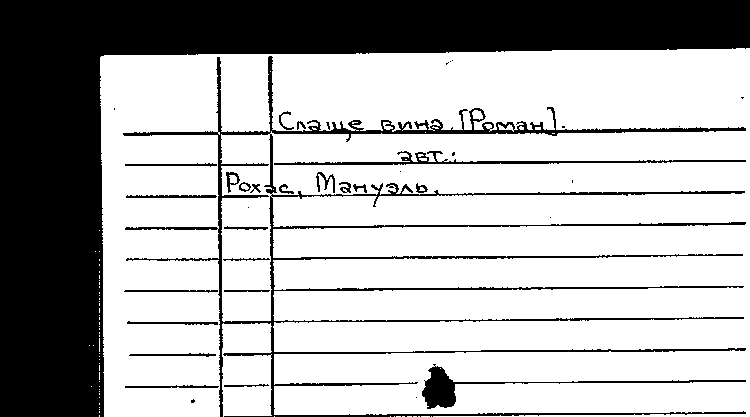 Слаще вина. [Роман].
авт.:
Рохас, Мануэль.